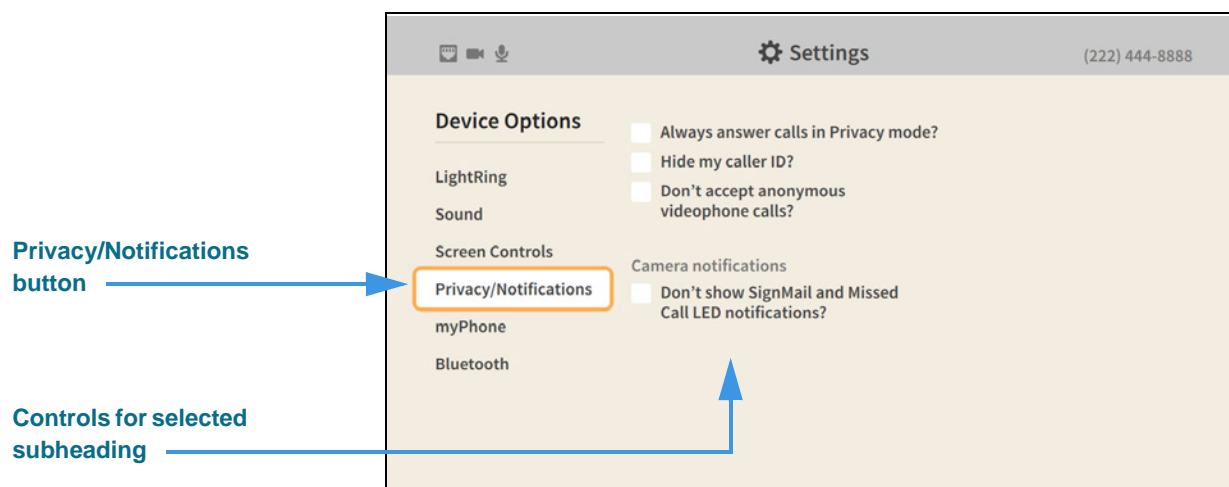 Settings
(222) 444-8888
Device Options
LightRing
Sound
Screen Controls
Privacy/Notifications
myPhone
Bluetooth
Always answer calls in Privacy mode?
Hide my caller ID?
Don’t accept anonymous
videophone calls?
Camera notifications
Don’t show SignMail and Missed
Call LED notifications?
Privacy/Notifications
button
Controls for selected
subheading